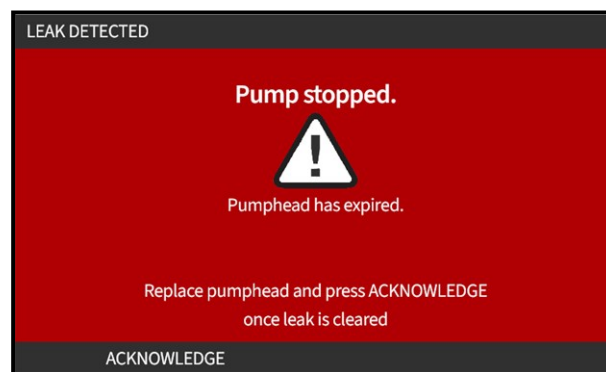 LEAK DETECTED
Pump stopped.
!
Pumphead has expired.
Replace pumphead and press ACKNOWLEDGE
once leak is cleared
ACKNOWLEDGE